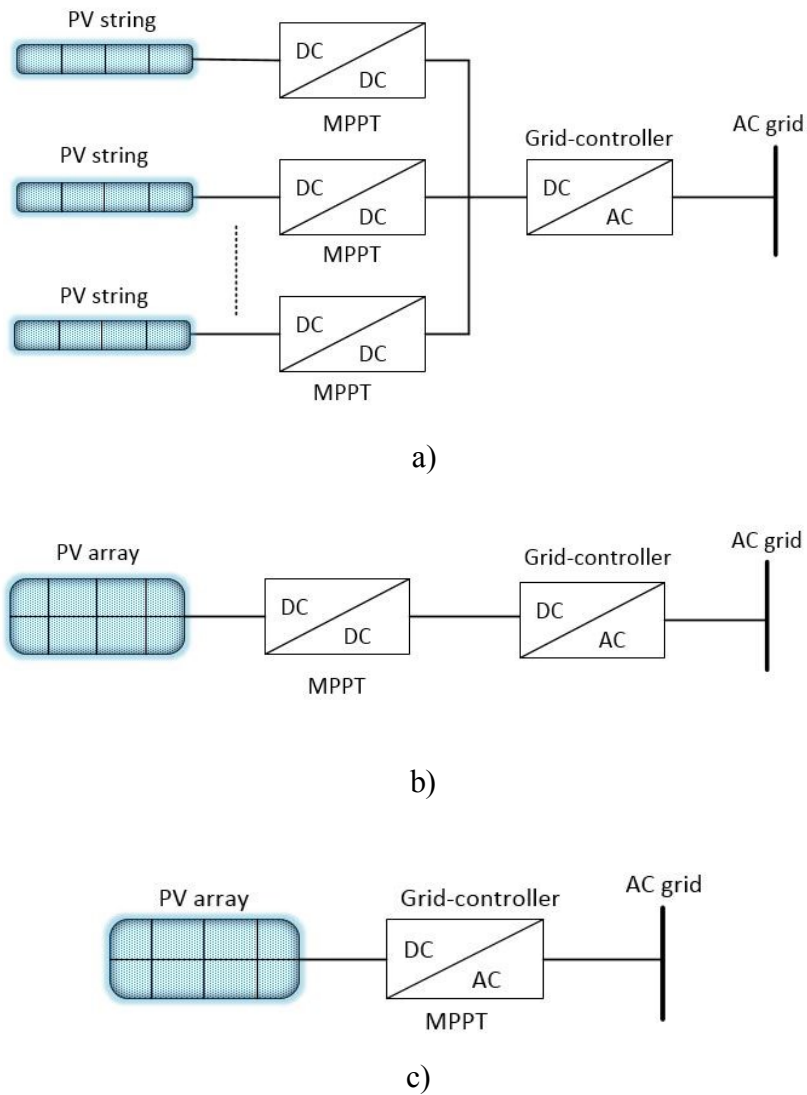 PV string
DC
DC
MPPT
PV string
DC
DC
MPPT
PV string
DC
DC
MPPT
Grid-controller
DC
AC
AC grid
a)
PV array
DC
DC
MPPT
Grid-controller
DC
AC
AC grid
b)
PV array
Grid-controller
DC
AC
MPPT
AC grid
c)